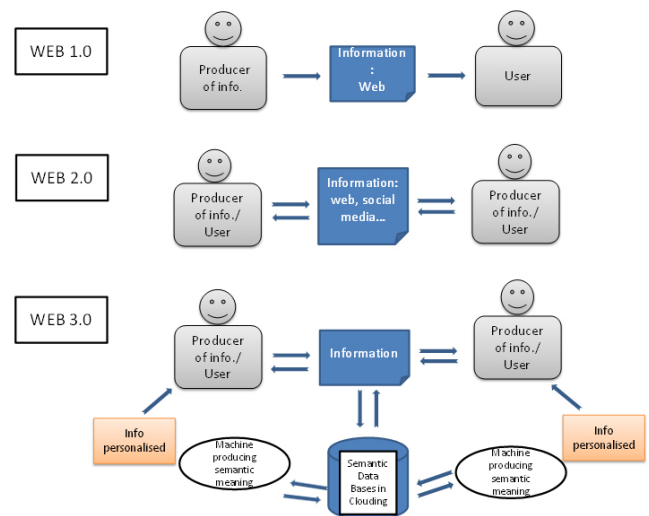 WEB 1.0
Producer
of info.
Information
:
Web
User
WEB 2.0
Producer
of info./
User
Information:
web, social
media...
Producer
of info./
User
WEB 3.0
Producer
of info./
User
Information
Producer
of info./
User
Info
personalised
Machine
producing
semantic
meaning
Semantic
Data
Bases in
Clouding
Machine
producing
semantic
meaning
Info
personalised